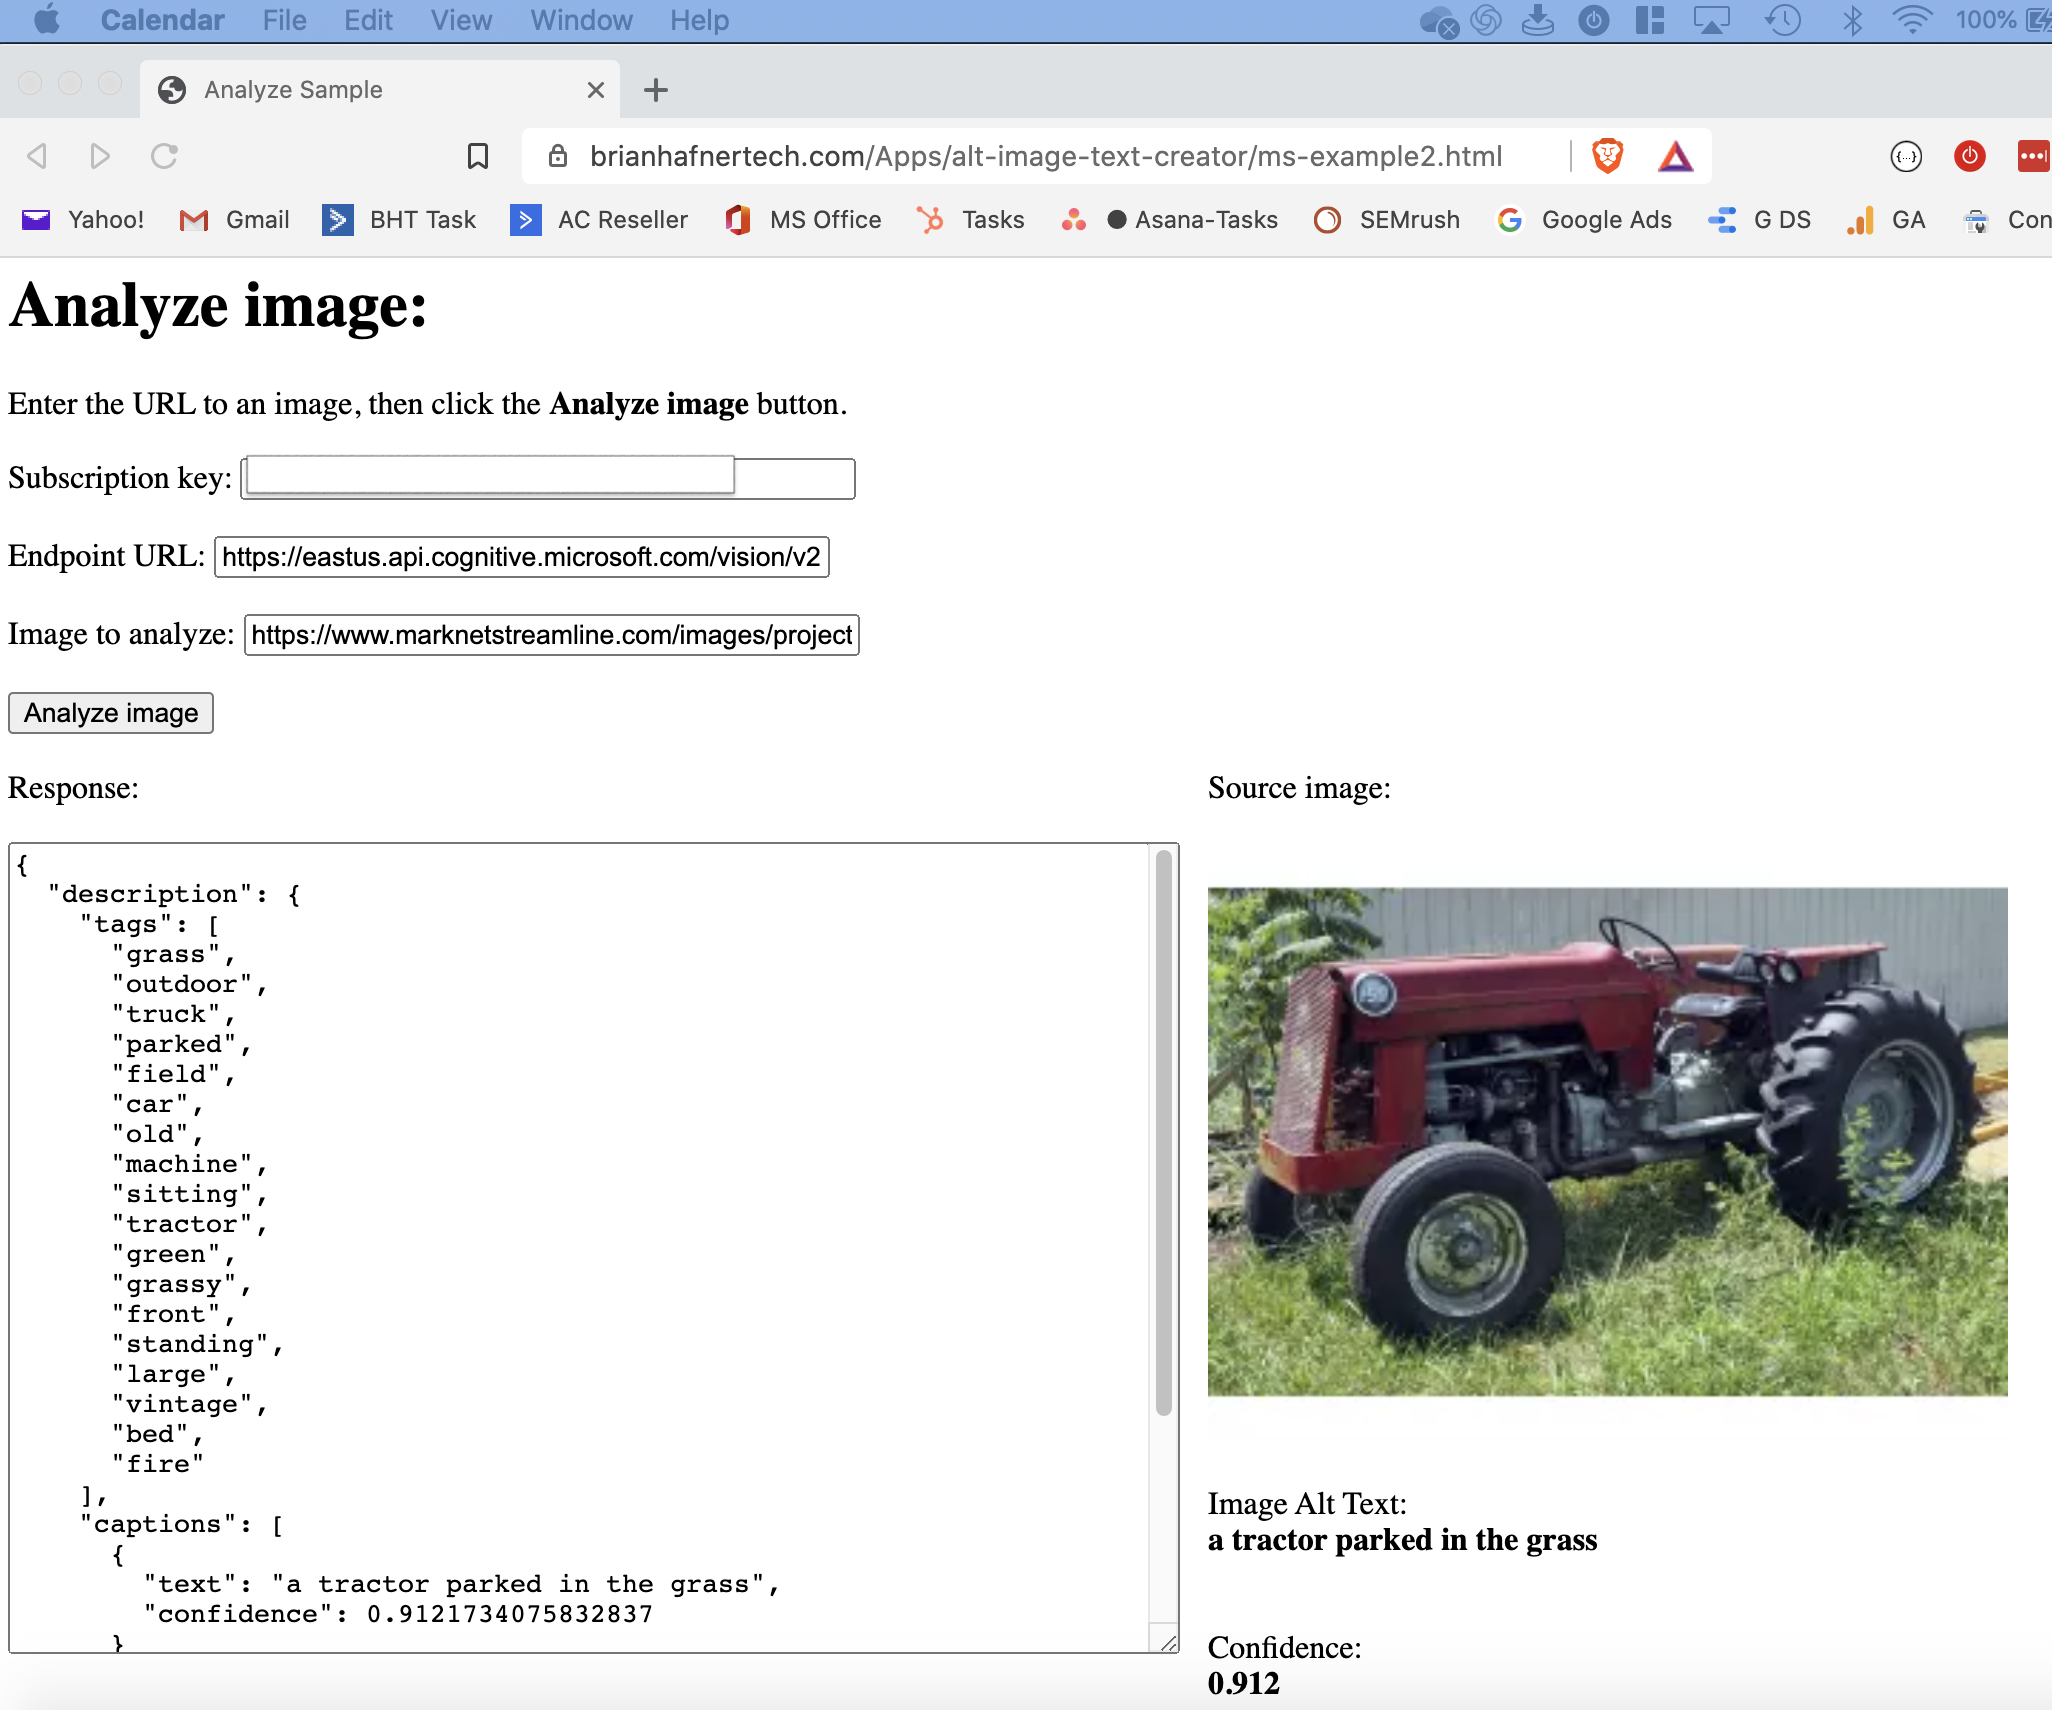 Calendar File Edit View Window Help 100%
Analyze Sample
brianhafnertech.com/Apps/alt-image-text-creator/ms-example2.html
Yahoo! Gmail BHT Task AC Reseller MS Office Tasks Asana-Tasks SEMrush Google Ads G DS GA Con
Analyze image:
Enter the URL to an image, then click the Analyze image button.
Subscription key:
Endpoint URL: https://eastus.api.cognitive.microsoft.com/vision/v2
Image to analyze: https://www.marknetstreamline.com/images/project
Analyze image
Response:
{
"description": {
"tags": [
"grass",
"outdoor",
"truck",
"parked",
"field",
"car",
"old",
"machine",
"sitting",
"tractor",
"green",
"grassy",
"front",
"standing",
"large",
"vintage",
"bed",
"fire"
],
"captions": [
{
"text": "a tractor parked in the grass",
"confidence": 0.9121734075832837
}
Source image:
150
Image Alt Text:
a tractor parked in the grass
Confidence:
0.912